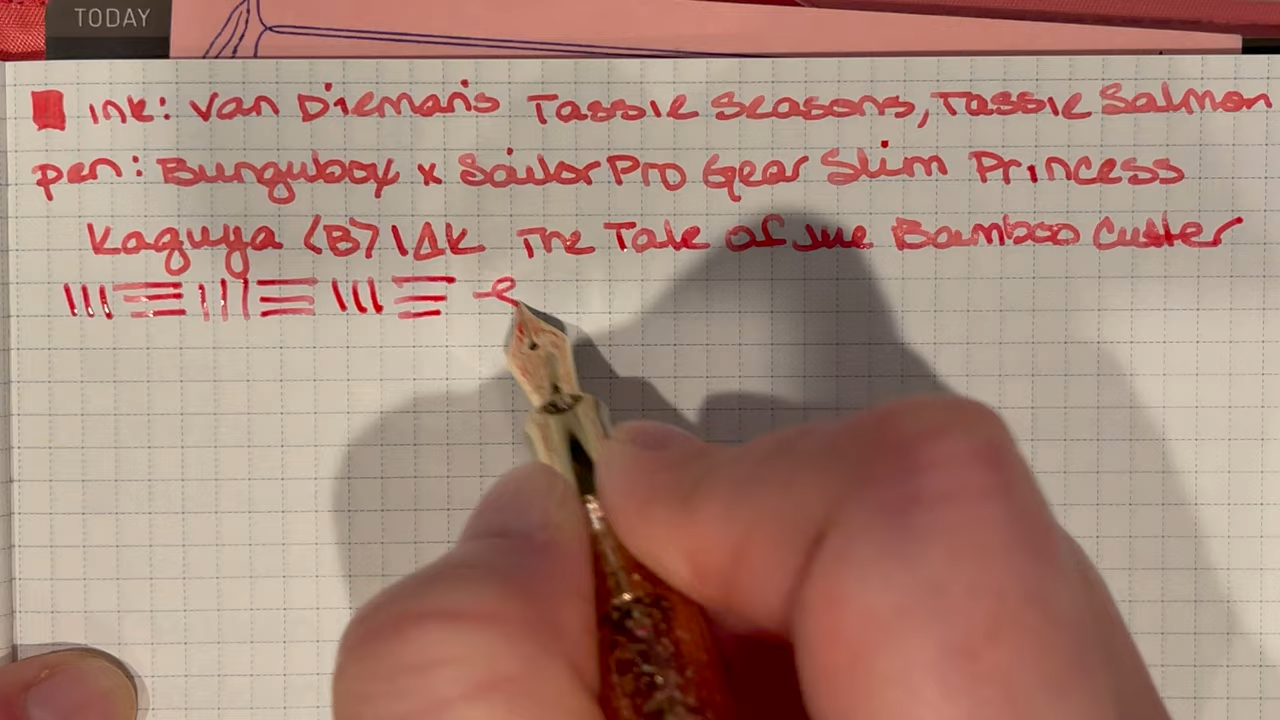 TODAY
ink: Van Dieman's Tassie Seasons, Tassie Salmon
pen: Bungubox x Sailor Pro Gear Slim Princess
Kaguya <B> 14k The Tale of the Bamboo Cutter